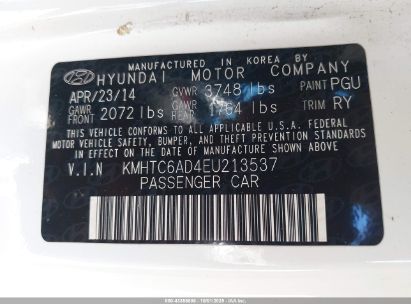 MANUFACTURED IN KOREA BY
HYUNDAI MOTOR COMPANY
APR/23/14 GVWR 3748 lbs PAINT PGU
GAWR FRONT 2072 lbs GAWR REAR 1764 lbs TRIM RY
THIS VEHICLE CONFORMS TO ALL APPLICABLE U.S.A. FEDERAL
MOTOR VEHICLE SAFETY, BUMPER, AND THEFT PREVENTION
STANDARDS IN EFFECT ON THE DATE OF MANUFACTURE SHOWN ABOVE.
V.I.N KMHTC6AD4EU213537
PASSENGER CAR